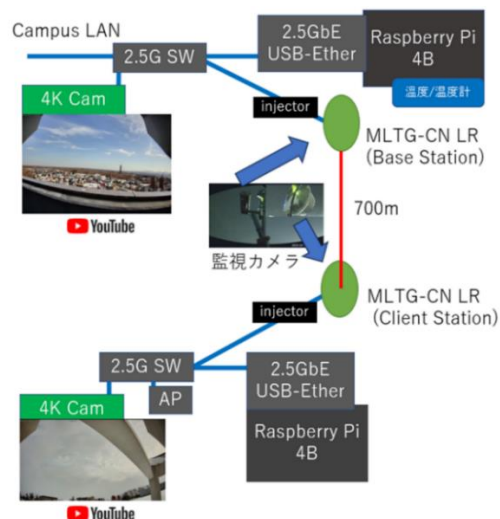 Campus LAN
2.5G SW
2.5GbE
USB-Ether
Raspberry Pi
4B
温度/温度計
4K Cam
injector
MLTG-CN LR
(Base Station)
YouTube
700m
監視カメラ
MLTG-CN LR
(Client Station)
injector
2.5G SW
2.5GbE
USB-Ether
AP
4K Cam
Raspberry Pi
4B
YouTube